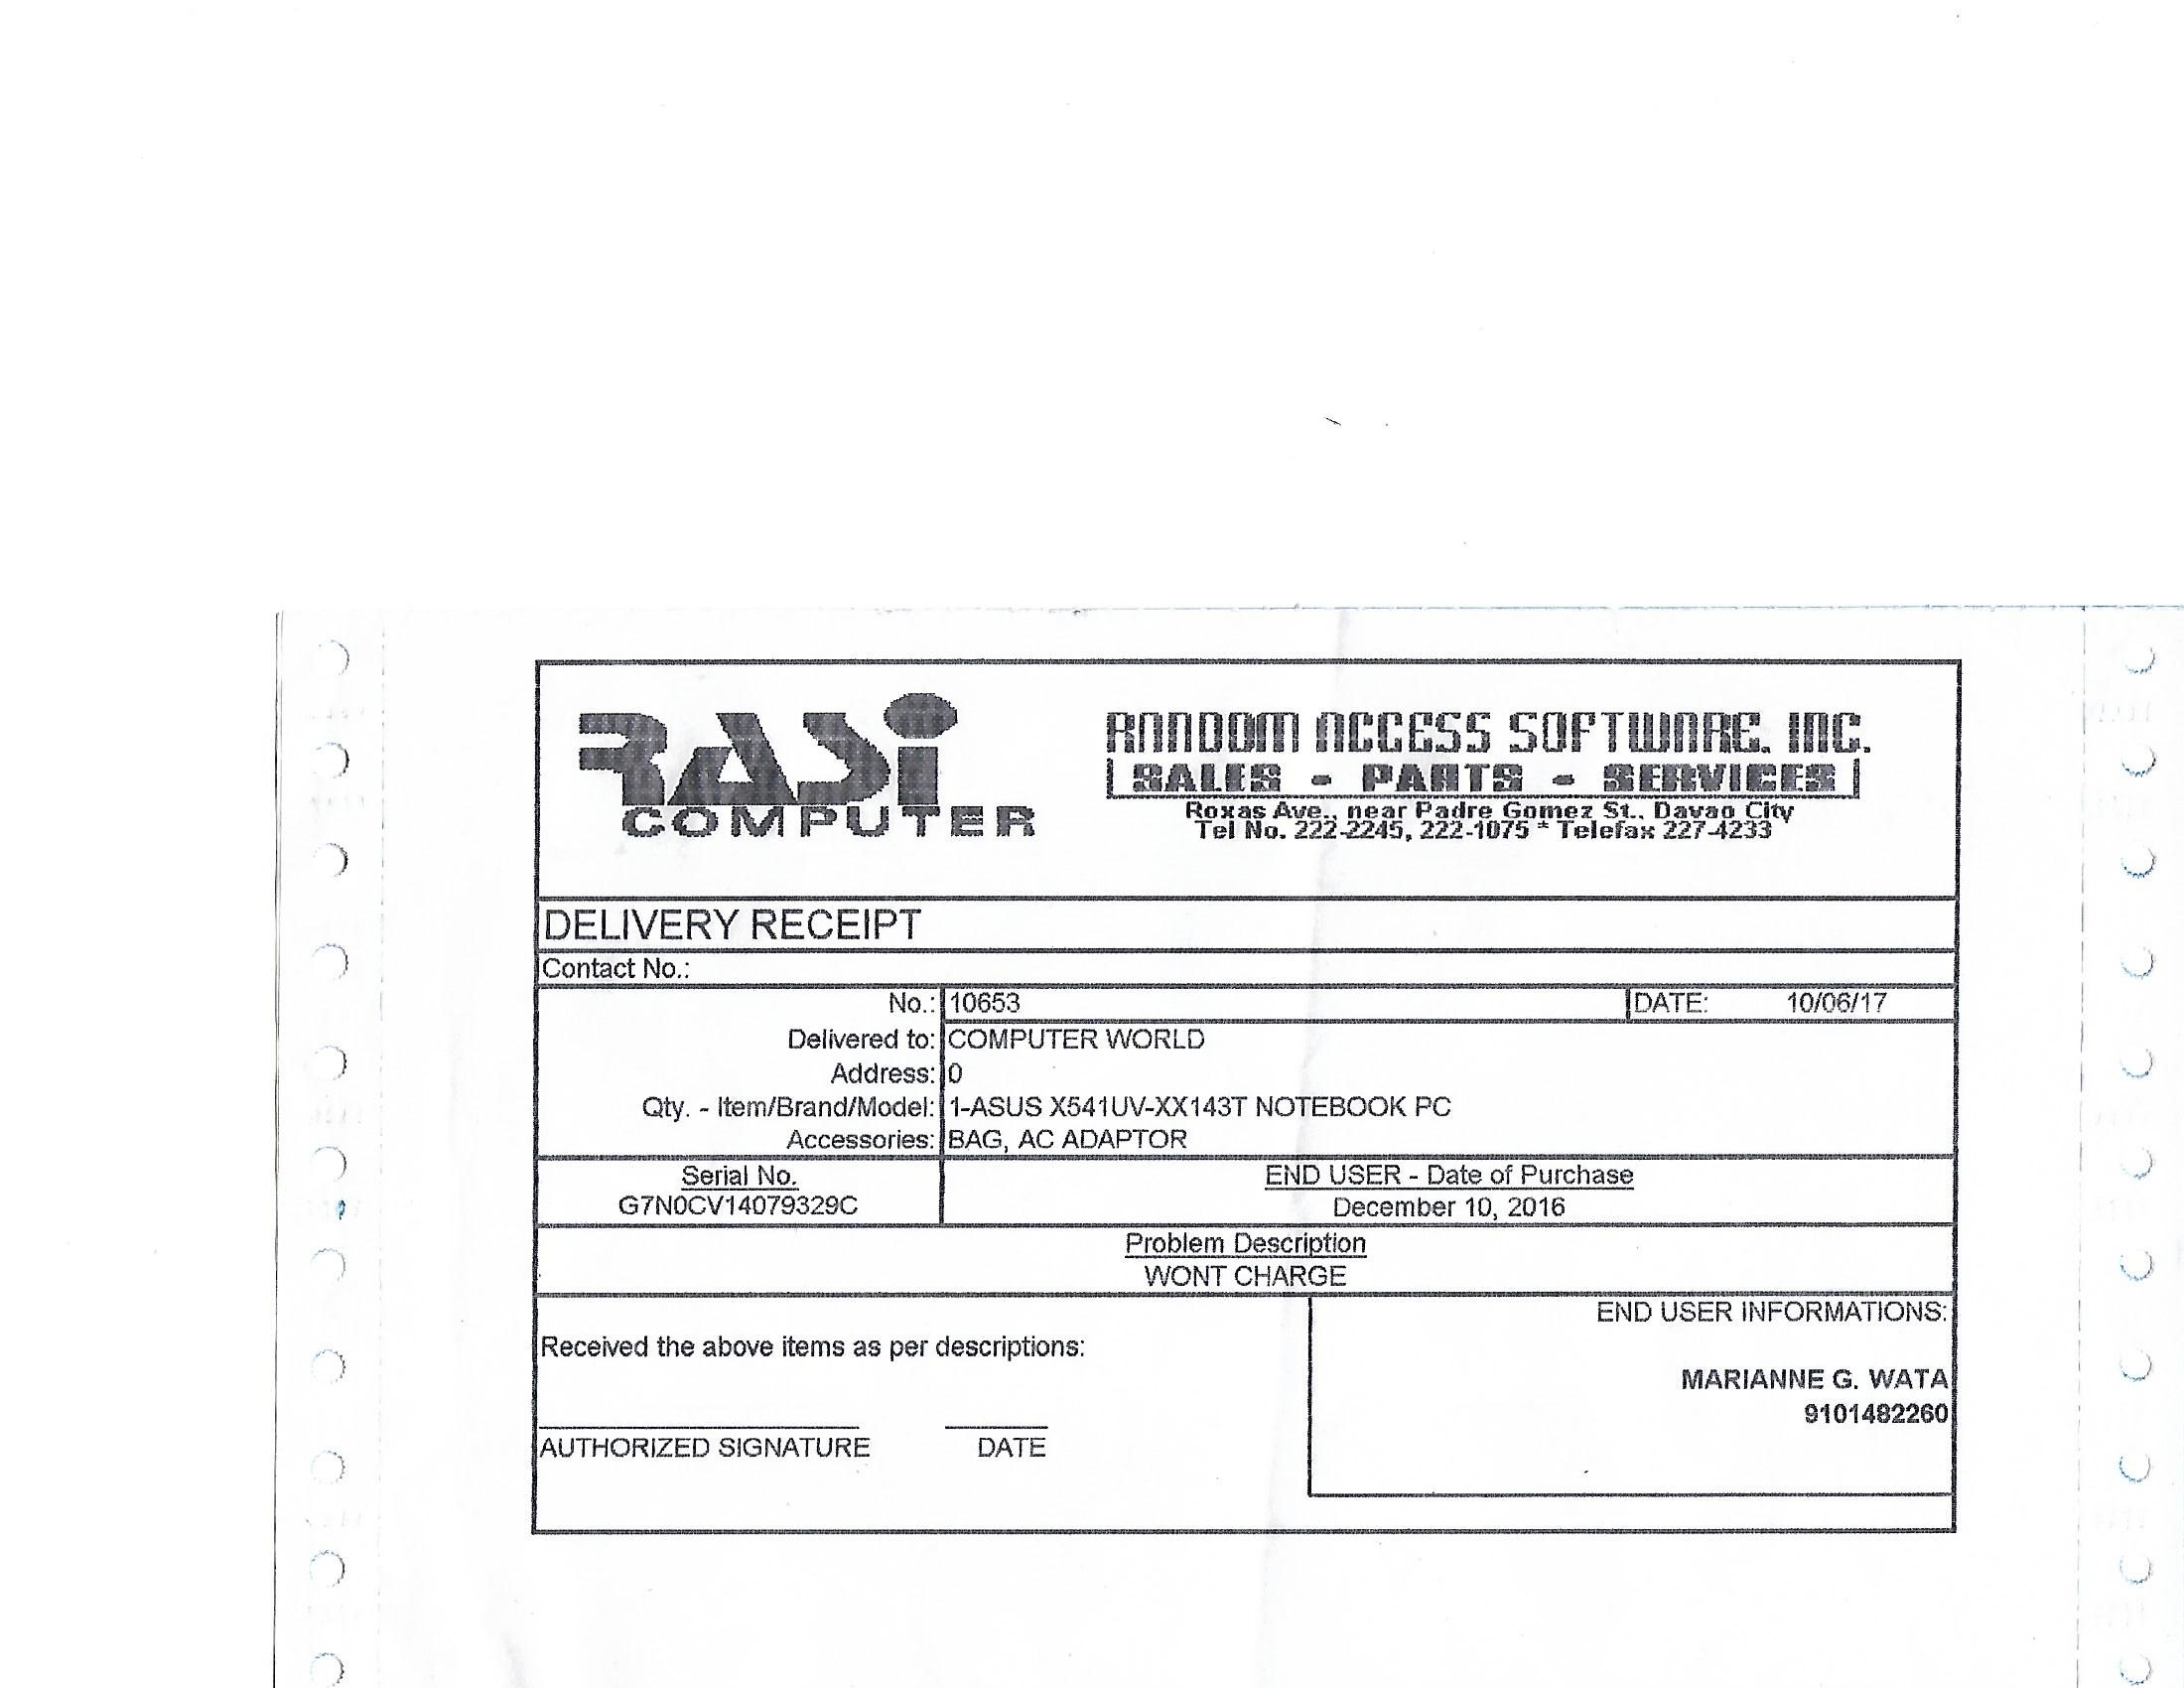 RASi
COMPUTER
RANDOM ACCESS SOFTWARE, INC.
SALES - PARTS - SERVICES
Roxas Ave., near Padre Gomez St., Davao City
Tel No. 222-2245, 222-1075 * Telefax 227-4233
DELIVERY RECEIPT
Contact No.:
No.: 10653 DATE: 10/06/17
Delivered to: COMPUTER WORLD
Address: 0
Qty. - Item/Brand/Model: 1-ASUS X541UV-XX143T NOTEBOOK PC
Accessories: BAG, AC ADAPTOR
Serial No. END USER - Date of Purchase
G7N0CV14079329C December 10, 2016
Problem Description
WONT CHARGE
END USER INFORMATIONS:
Received the above items as per descriptions:
MARIANNE G. WATA
9101482260
AUTHORIZED SIGNATURE DATE